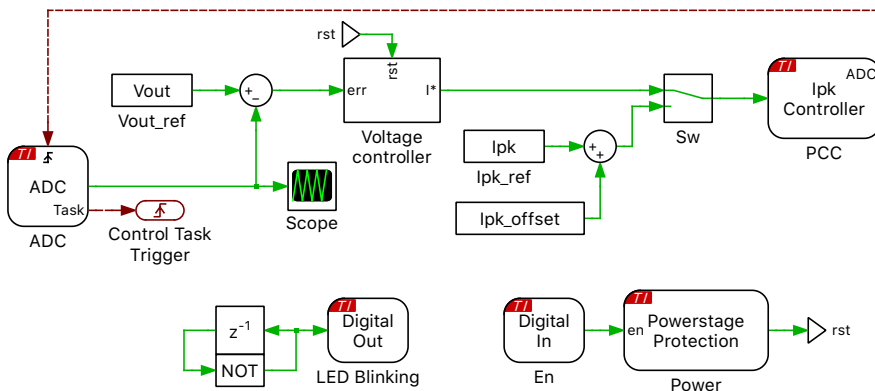 rst
Vout
Vout_ref
+
−
err
rst
I*
Voltage
controller
Sw
TI
Ipk
Controller
ADC
PCC
Ipk
Ipk_ref
+
+
Ipk_offset
TI
ADC
Task
ADC
Control Task
Trigger
Scope
z-1
NOT
TI
Digital
Out
LED Blinking
TI
Digital
In
En
TI
en
Powerstage
Protection
Power
rst